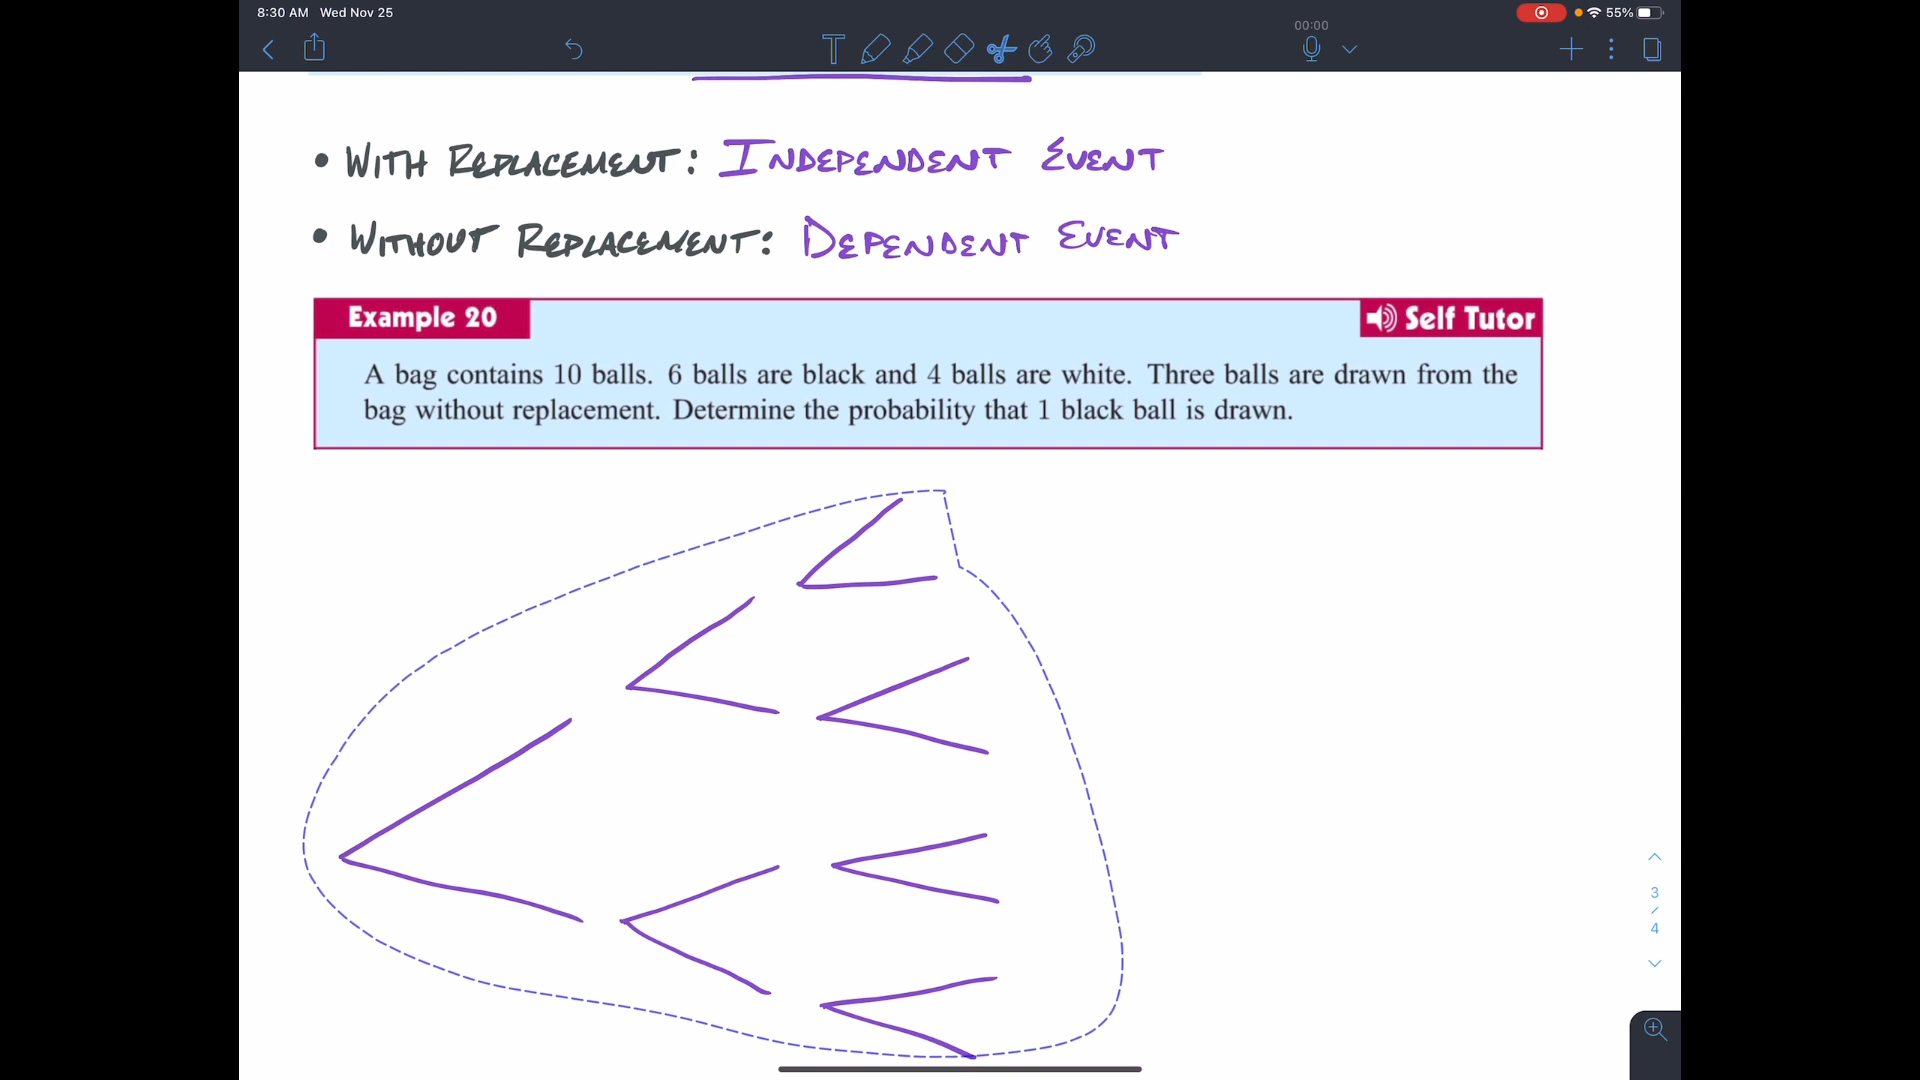 8:30 AM Wed Nov 25
55%
00:00
T
• WITH REPLACEMENT: INDEPENDENT EVENT
• WITHOUT REPLACEMENT: DEPENDENT EVENT
Example 20
Self Tutor
A bag contains 10 balls. 6 balls are black and 4 balls are white. Three balls are drawn from the
bag without replacement. Determine the probability that 1 black ball is drawn.
3
/
4